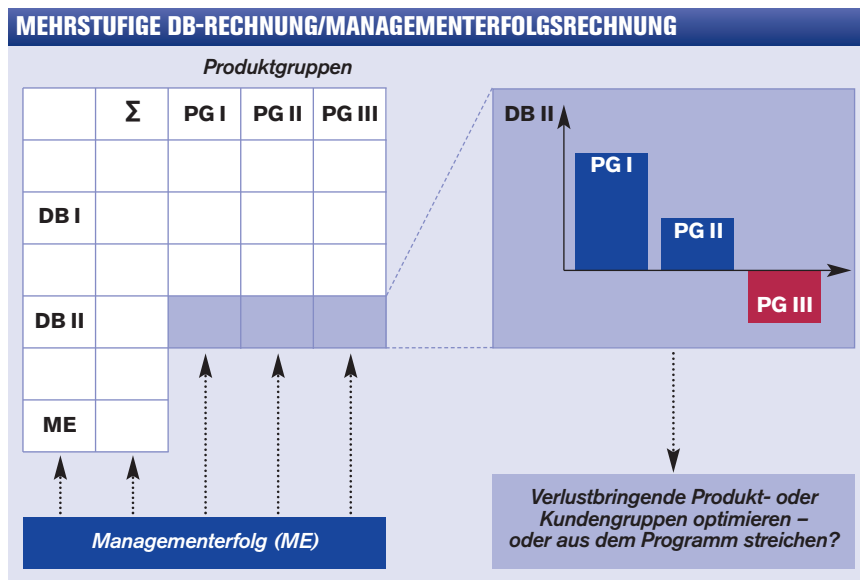 MEHRSTUFIGE DB-RECHNUNG/MANAGEMENTERFOLGSRECHNUNG
Produktgruppen
Σ PG I PG II PG III
DB I
DB II
ME
Managementerfolg (ME)
DB II
PG I
PG II
PG III
Verlustbringende Produkt- oder
Kundengruppen optimieren –
oder aus dem Programm streichen?